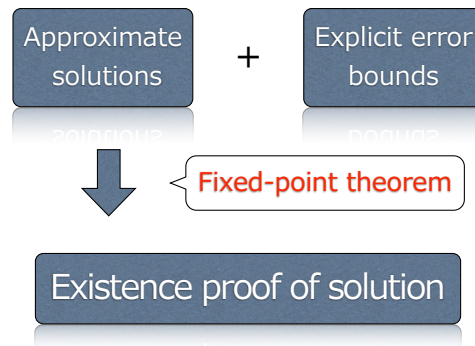 Approximate
solutions
+
Explicit error
bounds
Fixed-point theorem
Existence proof of solution